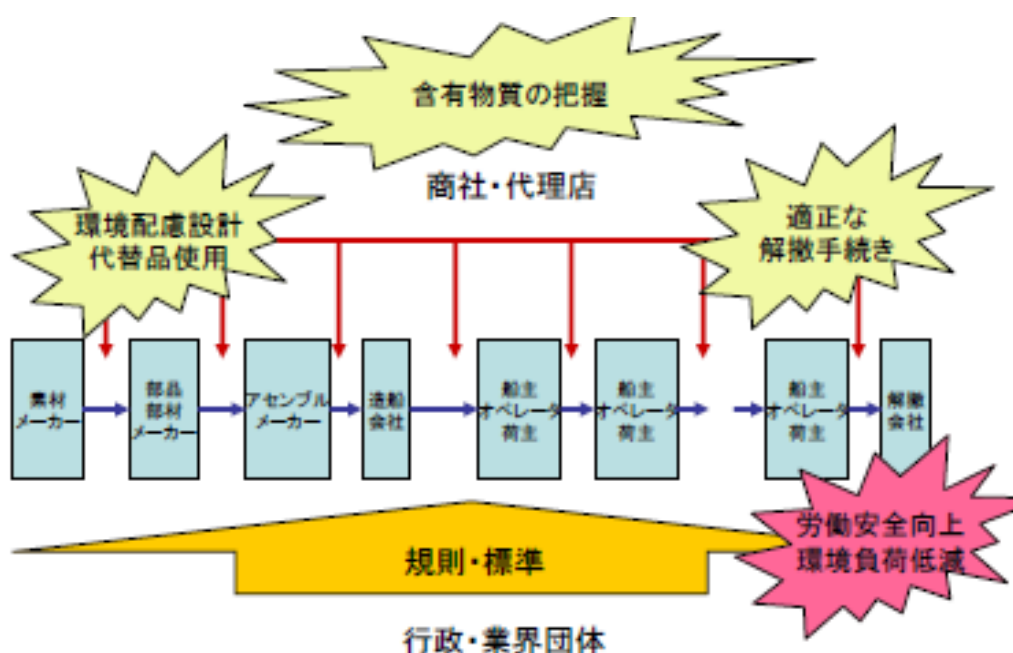 含有物質の把握
商社・代理店
環境配慮設計
代替品使用
適正な
解撤手続き
素材
メーカー
部品
部材
メーカー
アセンブル
メーカー
造船
会社
船主
オペレータ
荷主
船主
オペレータ
荷主
船主
オペレータ
荷主
解撤
会社
労働安全向上
環境負荷低減
規則・標準
行政・業界団体